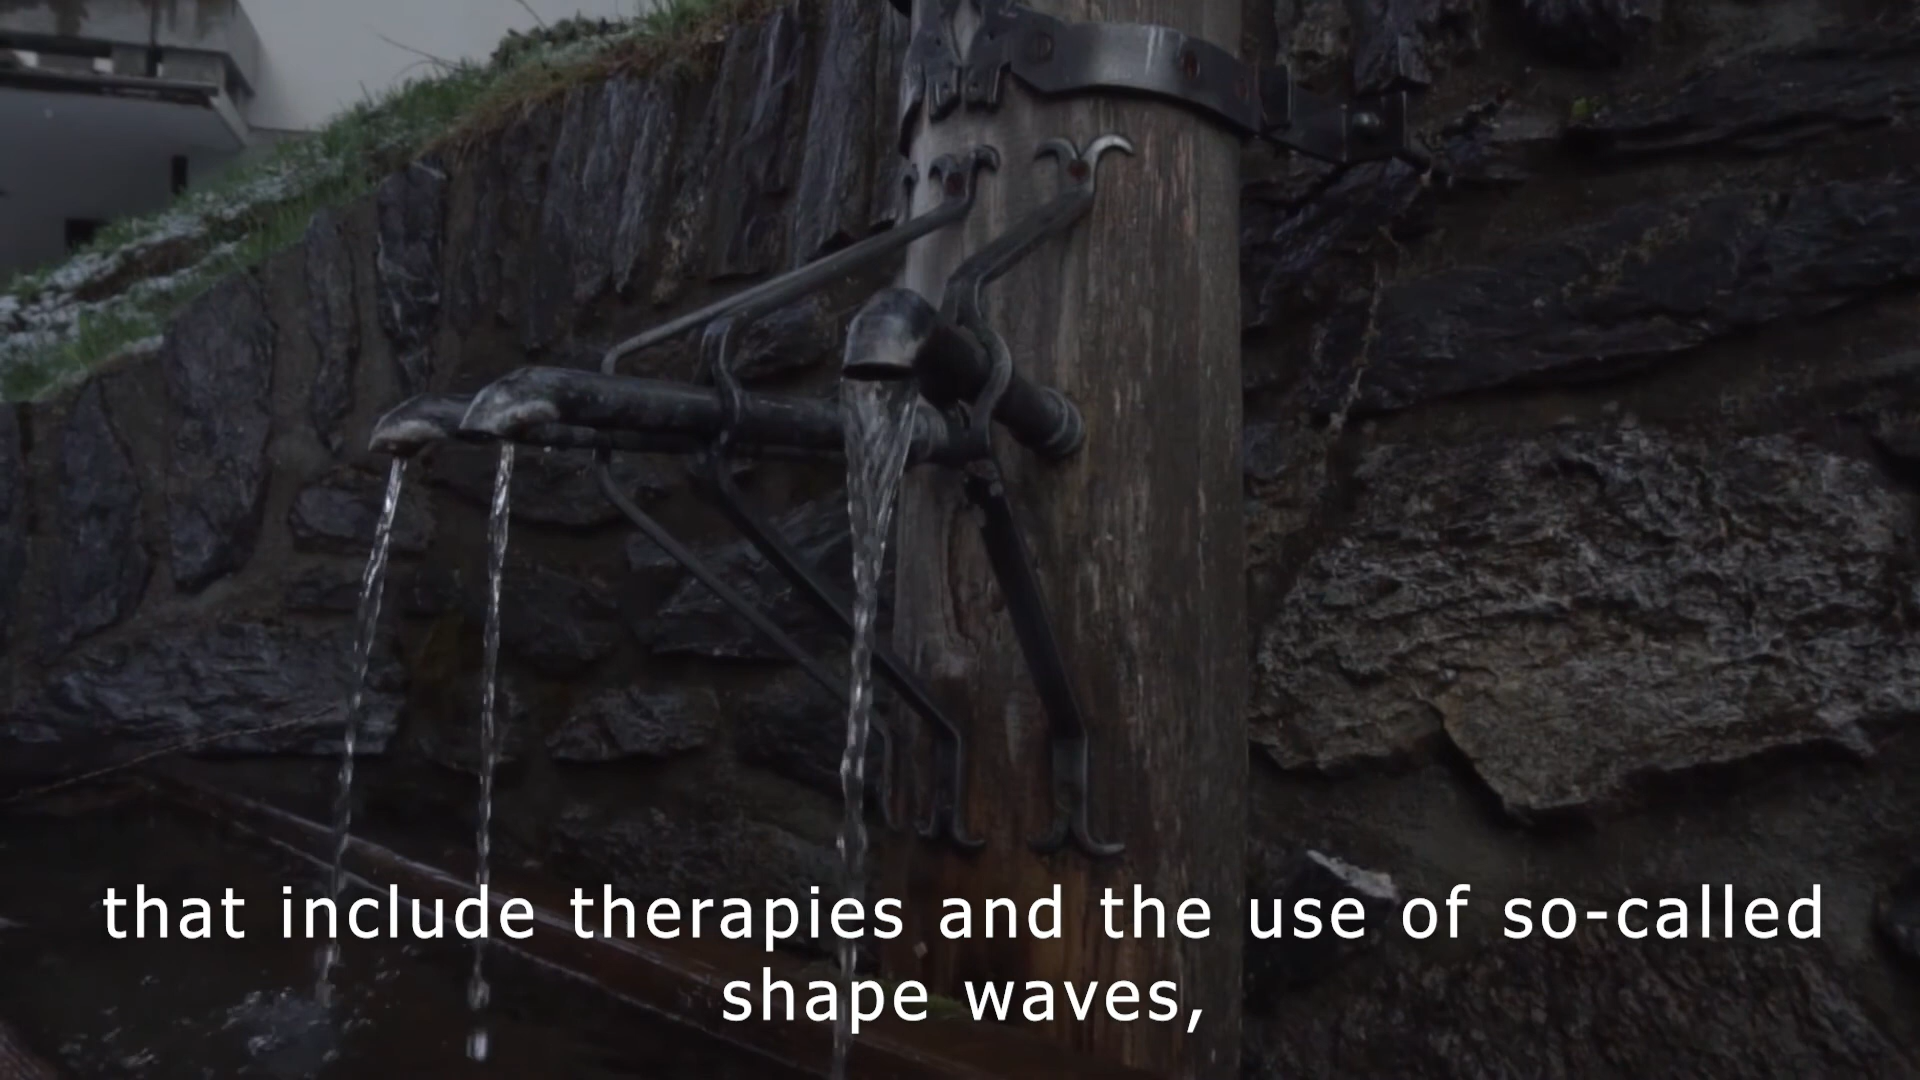 that include therapies and the use of so-called
shape waves,